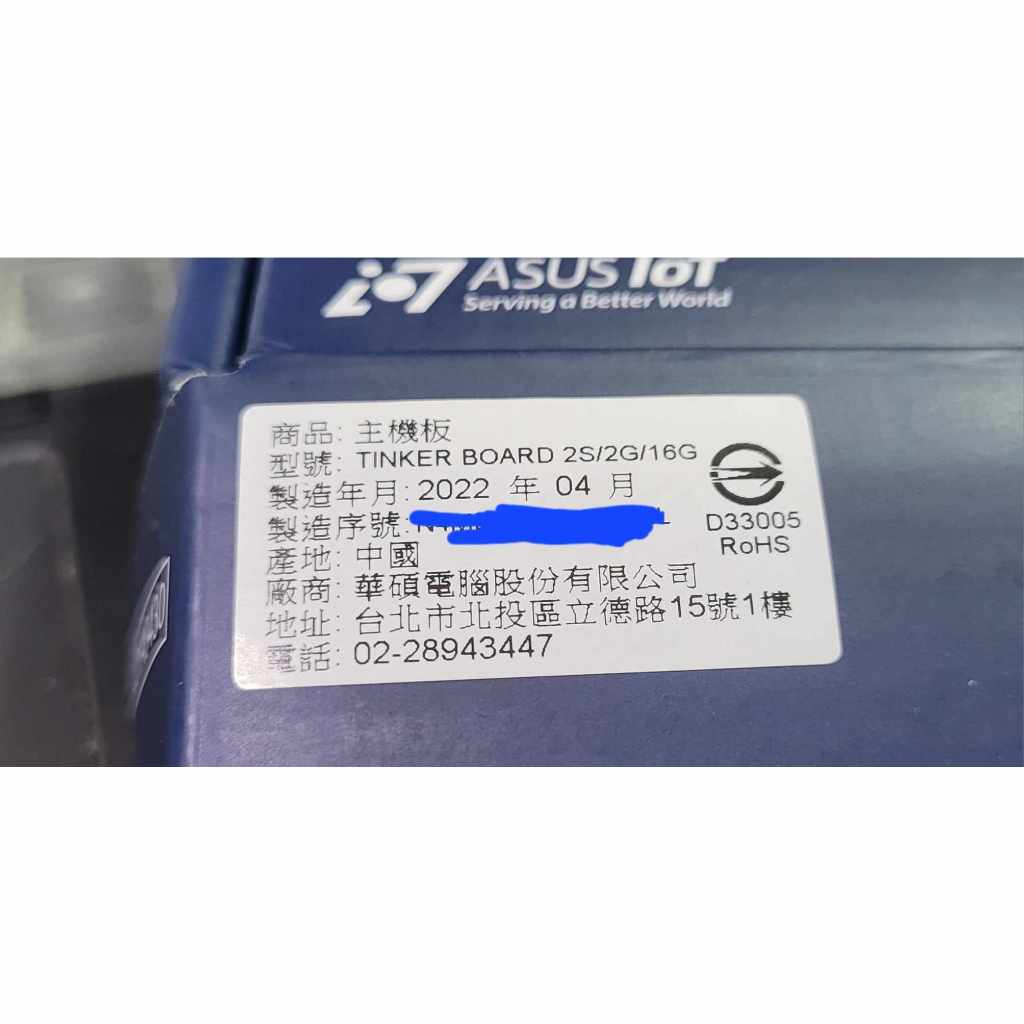 ASUS IoT
Serving a Better World
商品: 主機板
型號: TINKER BOARD 2S/2G/16G
製造年月: 2022 年 04 月
製造序號:
產地: 中國
廠商: 華碩電腦股份有限公司
地址: 台北市北投區立德路15號1樓
電話: 02-28943447
D33005
RoHS